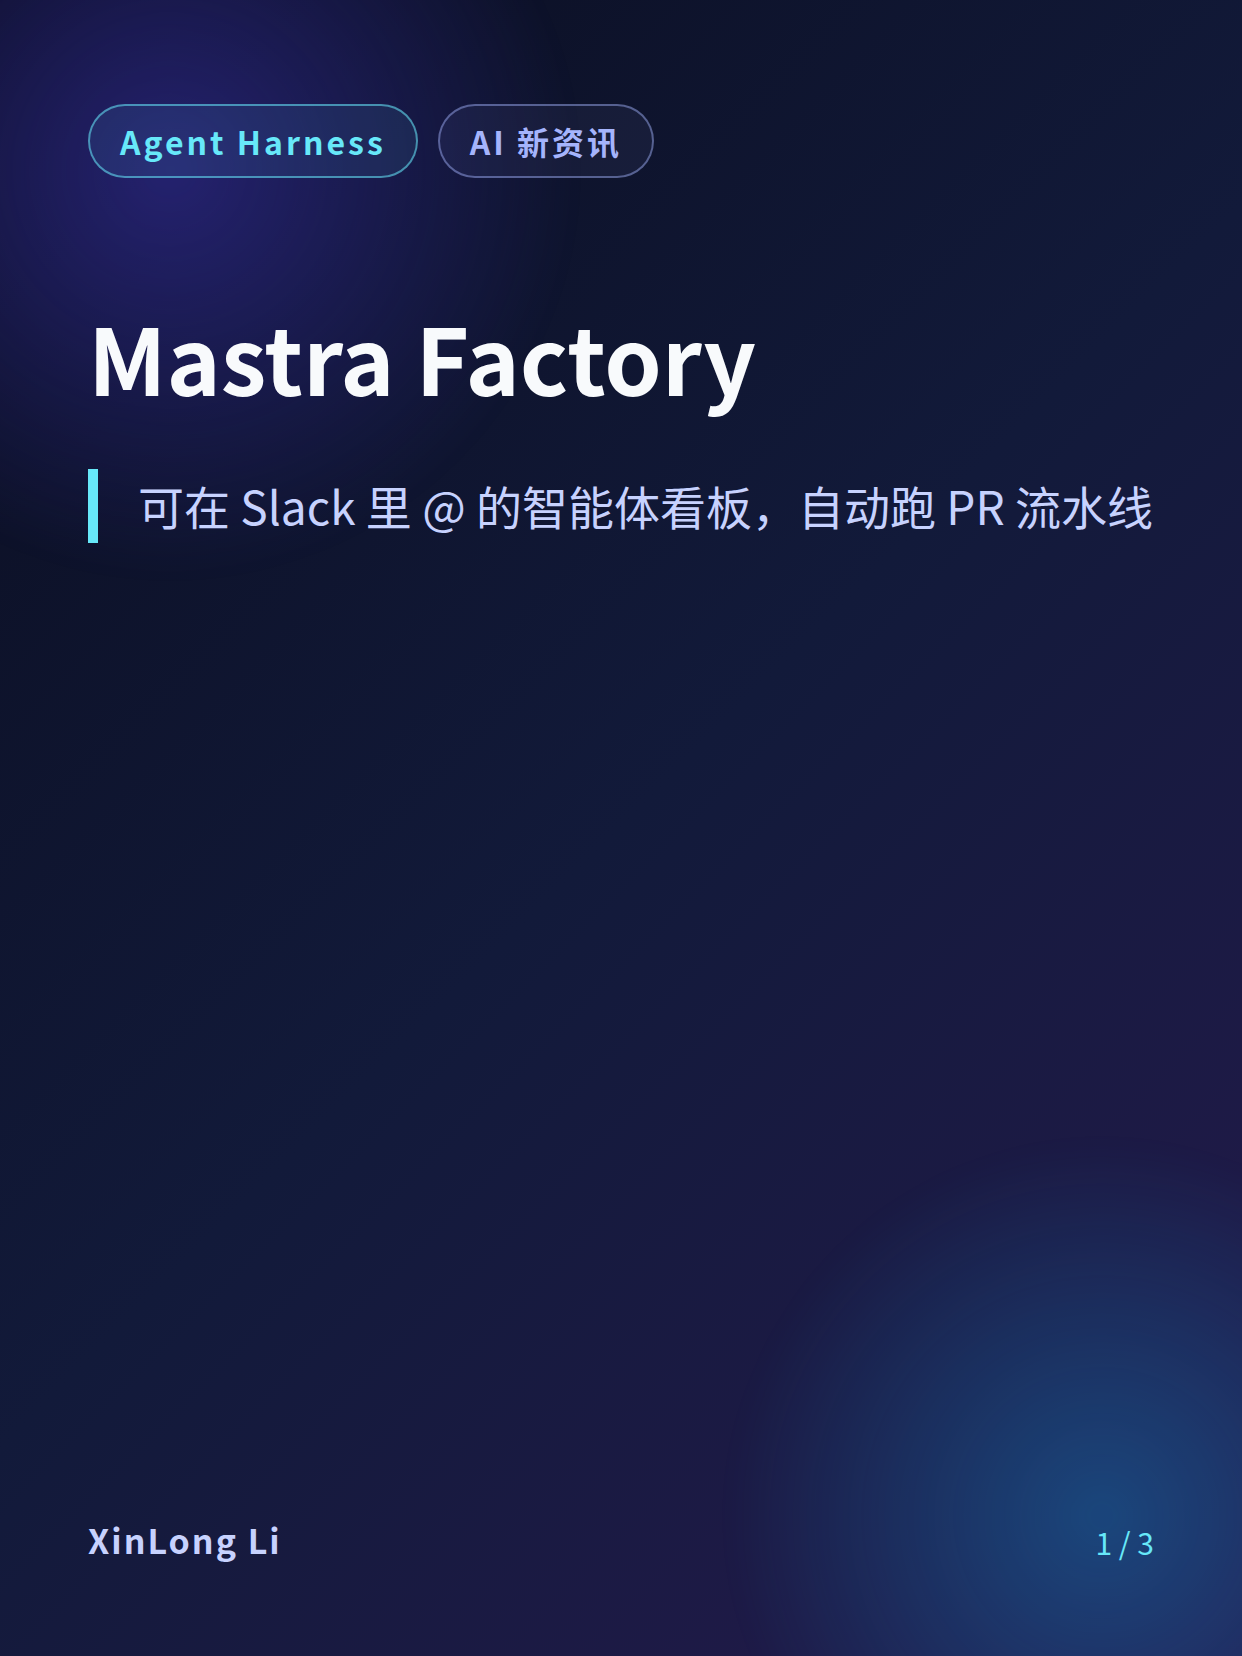 Agent Harness
AI 新资讯
Mastra Factory
可在 Slack 里 @ 的智能体看板，自动跑 PR 流水线
XinLong Li
1 / 3